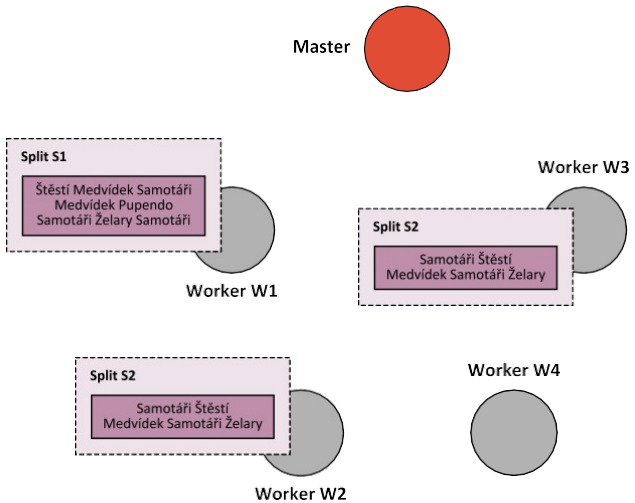 Master
Split S1
Štěstí Medvídek Samotáři
Medvídek Pupendo
Samotáři Želary Samotáři
Worker W1
Worker W3
Split S2
Samotáři Štěstí
Medvídek Samotáři Želary
Split S2
Samotáři Štěstí
Medvídek Samotáři Želary
Worker W2
Worker W4